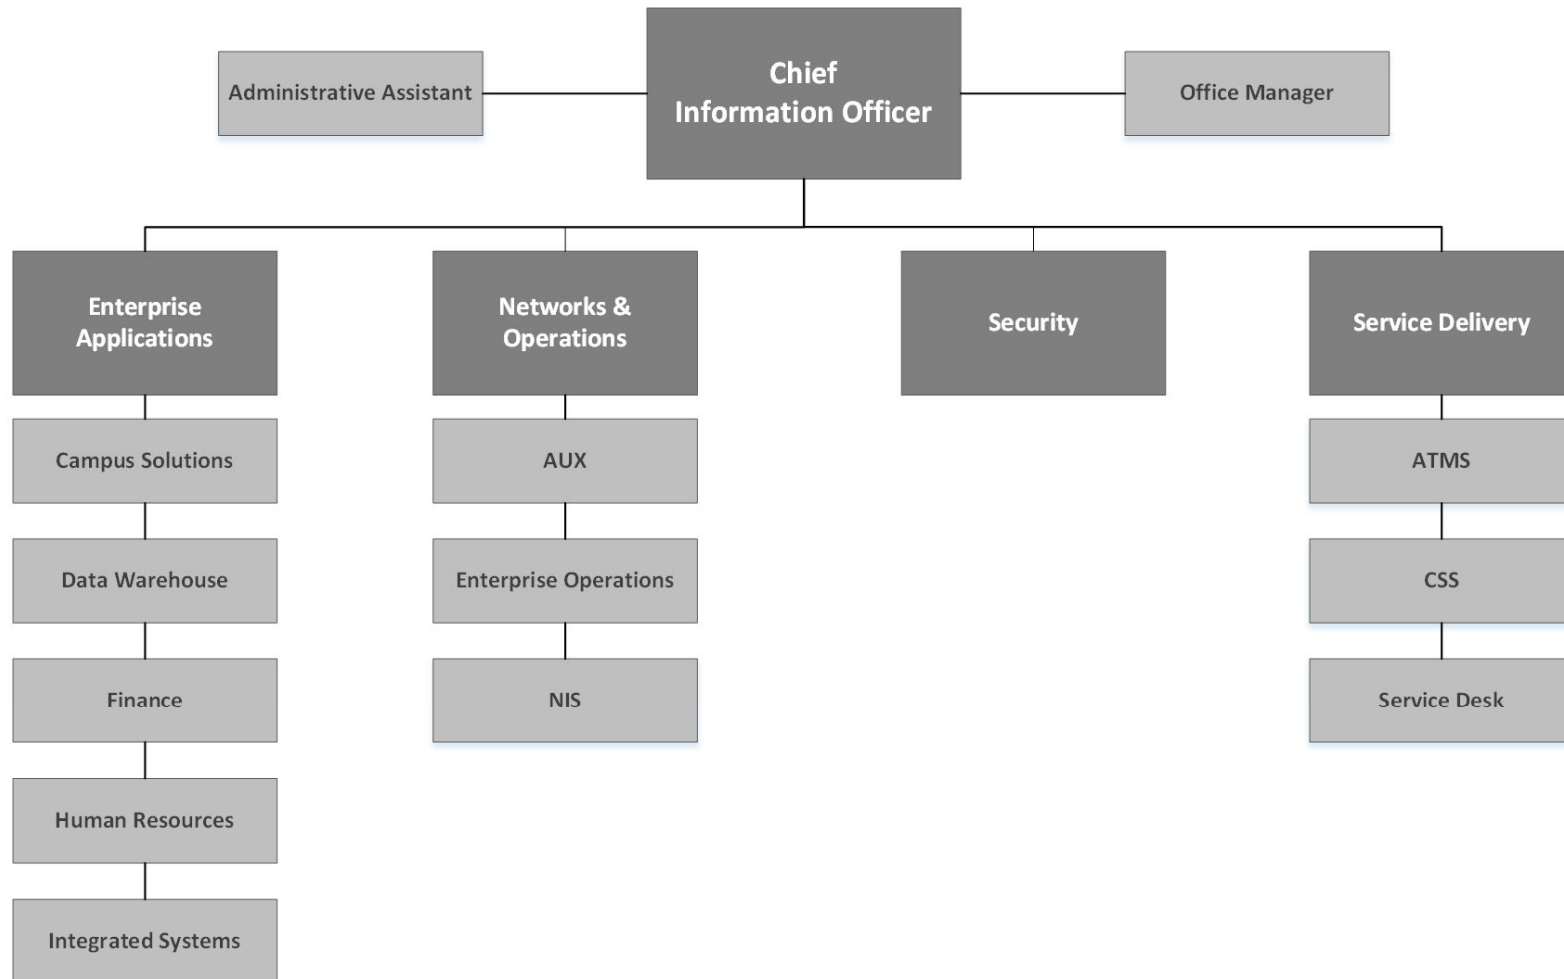 Chief
Information Officer
Administrative Assistant
Office Manager
Enterprise
Applications
Networks &
Operations
Security
Service Delivery
Campus Solutions
AUX
ATMS
Data Warehouse
Enterprise Operations
CSS
Finance
NIS
Service Desk
Human Resources
Integrated Systems